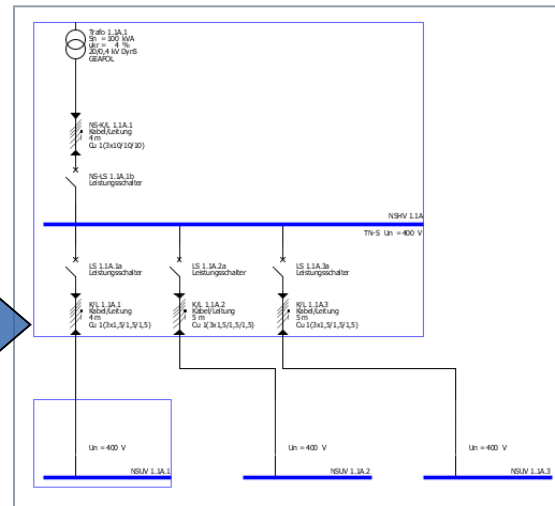 Trafo 1.1A.1
Sn = 100 kVA
ukr = 4 %
20/0,4 kV Dyn5
GEAFOL
NS-K/L 1.1A.1
Kabel/Leitung
4 m
Cu 1(3x10/10/10)
NS-LS 1.1A.1b
Leistungsschalter
NSHV 1.1A
TN-S Un = 400 V
LS 1.1A.1a
Leistungsschalter
LS 1.1A.2a
Leistungsschalter
LS 1.1A.3a
Leistungsschalter
K/L 1.1A.1
Kabel/Leitung
4 m
Cu 1(3x1,5/1,5/1,5)
K/L 1.1A.2
Kabel/Leitung
5 m
Cu 1(3x1,5/1,5/1,5)
K/L 1.1A.3
Kabel/Leitung
5 m
Cu 1(3x1,5/1,5/1,5)
Un = 400 V
Un = 400 V
Un = 400 V
NSUV 1.1A.1
NSUV 1.1A.2
NSUV 1.1A.3